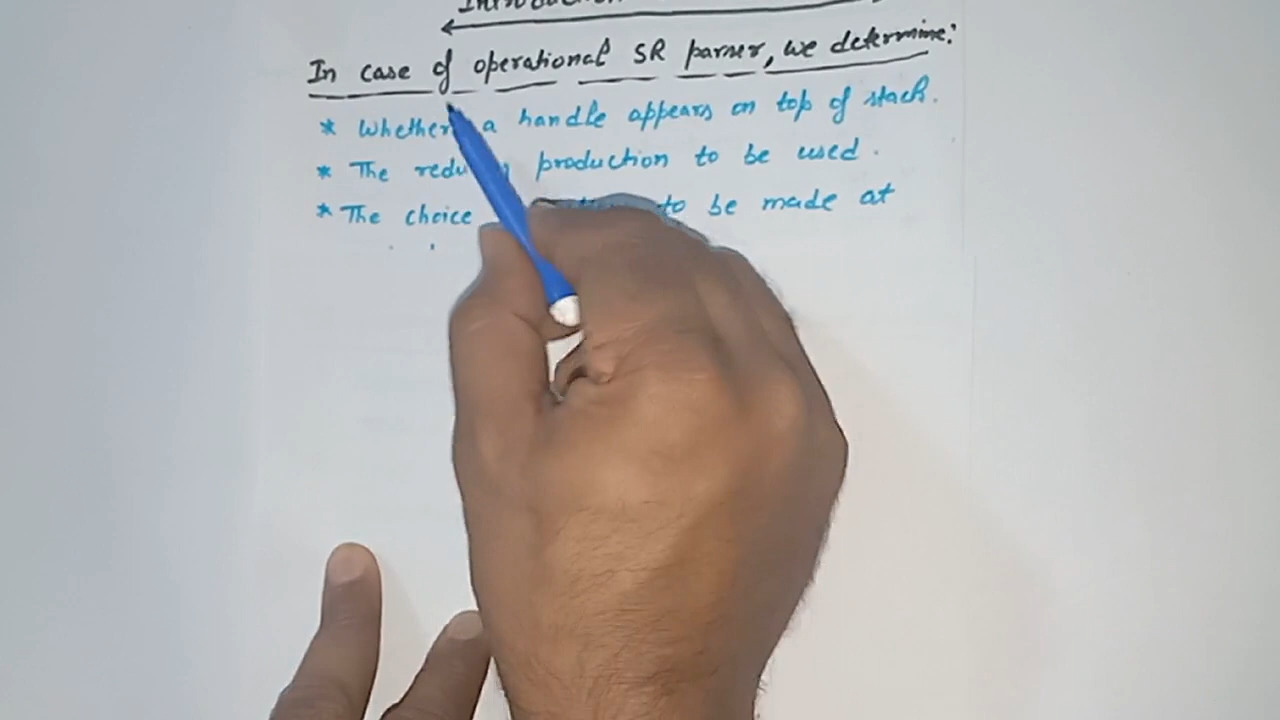 In case of operational SR parser, we determine:
* Whether a handle appears on top of stack.
* The production to be used.
* The choice to be made at